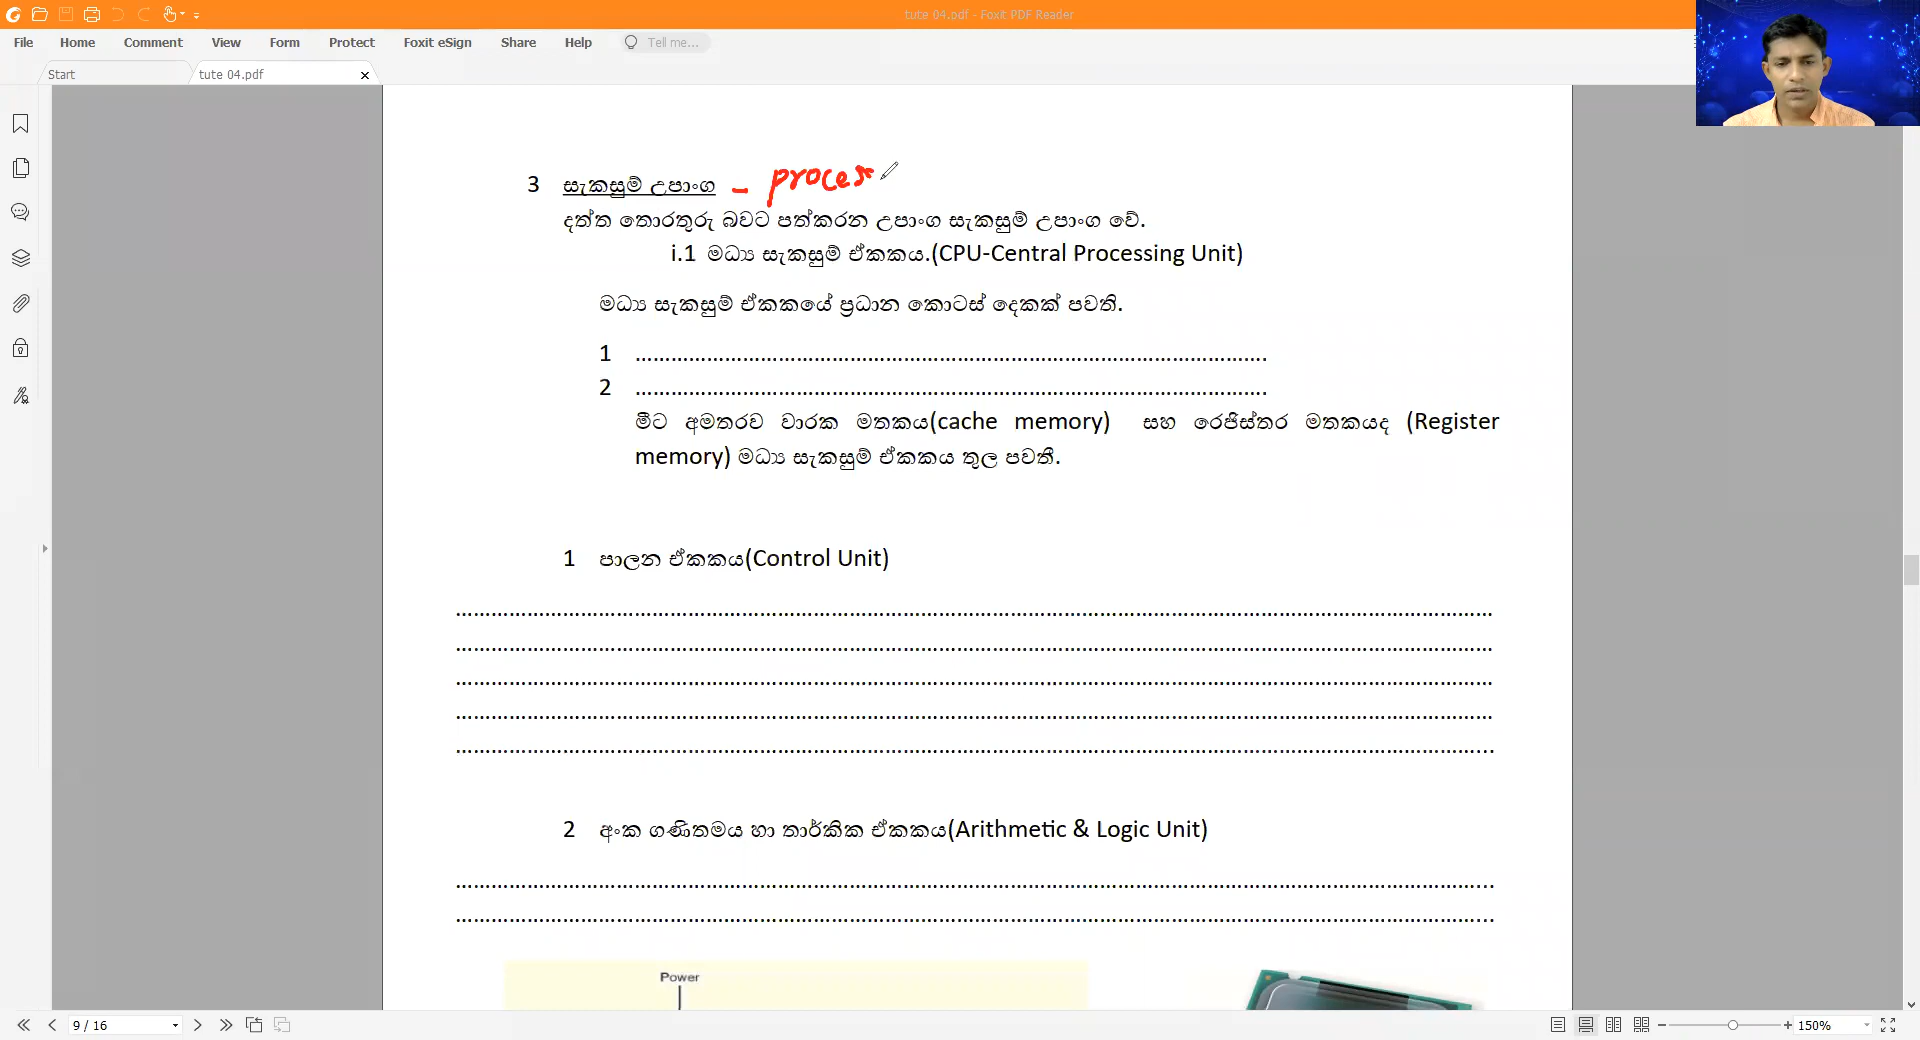 tute 04.pdf - Foxit PDF Reader
File Home Comment View Form Protect Foxit eSign Share Help Tell me...
Start tute 04.pdf
3 සැකසුම් උපාංග - proces
දත්ත තොරතුරු බවට පත්කරන උපාංග සැකසුම් උපාංග වේ.
i.1 මධ්‍ය සැකසුම් ඒකකය.(CPU-Central Processing Unit)
මධ්‍ය සැකසුම් ඒකකයේ ප්‍රධාන කොටස් දෙකක් පවතී.
1 ................................................................
2 ................................................................
මීට අමතරව වාරක මතකය(cache memory) සහ රෙජිස්තර මතකයද (Register
memory) මධ්‍ය සැකසුම් ඒකකය තුල පවතී.
1 පාලන ඒකකය(Control Unit)
................................................................
................................................................
................................................................
................................................................
................................................................
2 අංක ගණිතමය හා තාර්කික ඒකකය(Arithmetic & Logic Unit)
................................................................
................................................................
Power
9 / 16
150%